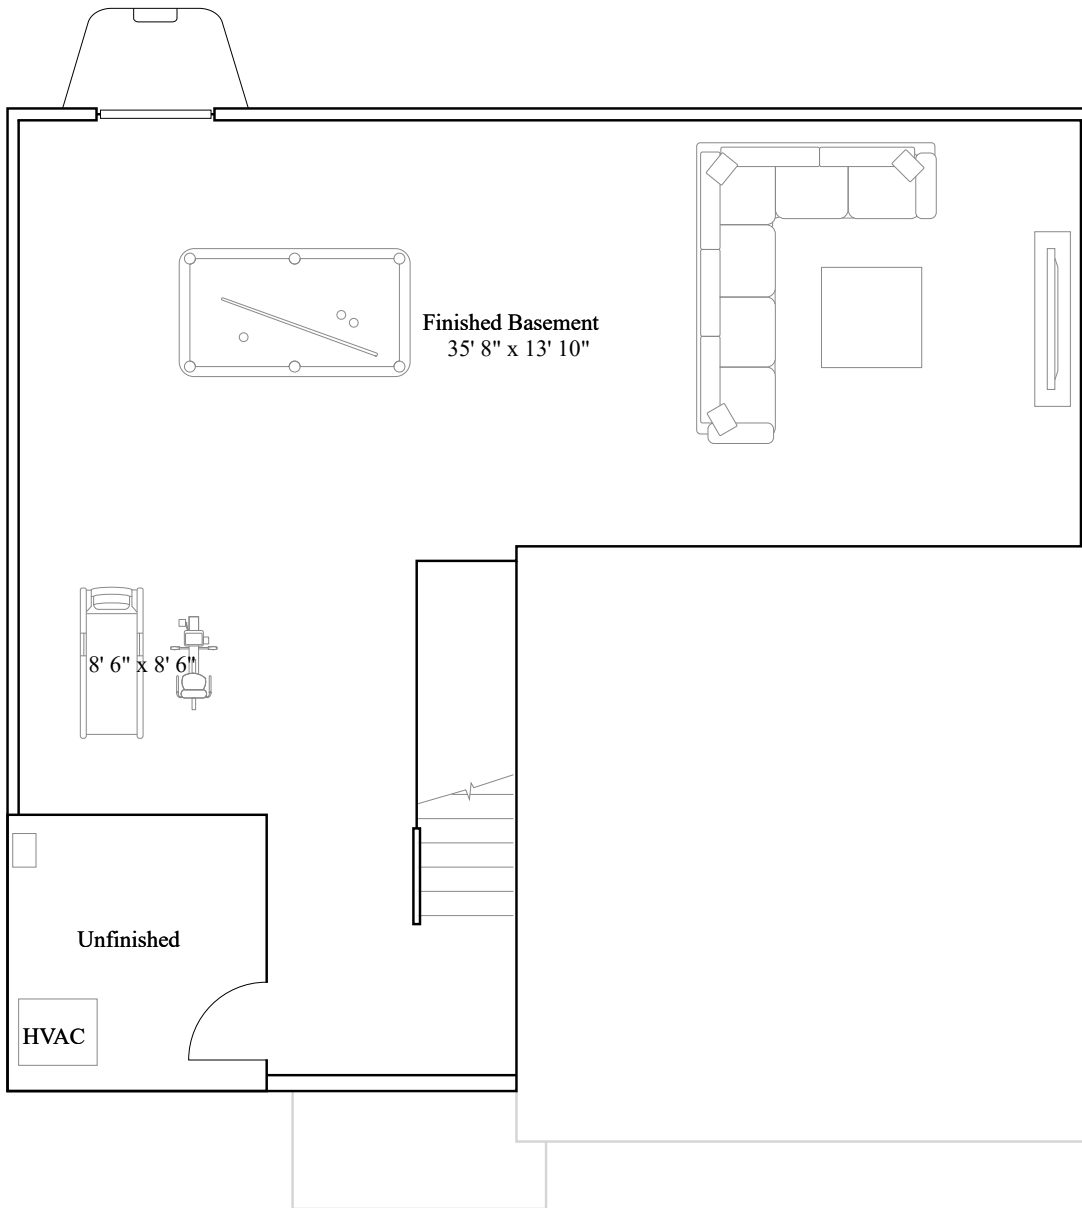 Finished Basement
35' 8" x 13' 10"
8' 6" x 8' 6"
Unfinished
HVAC